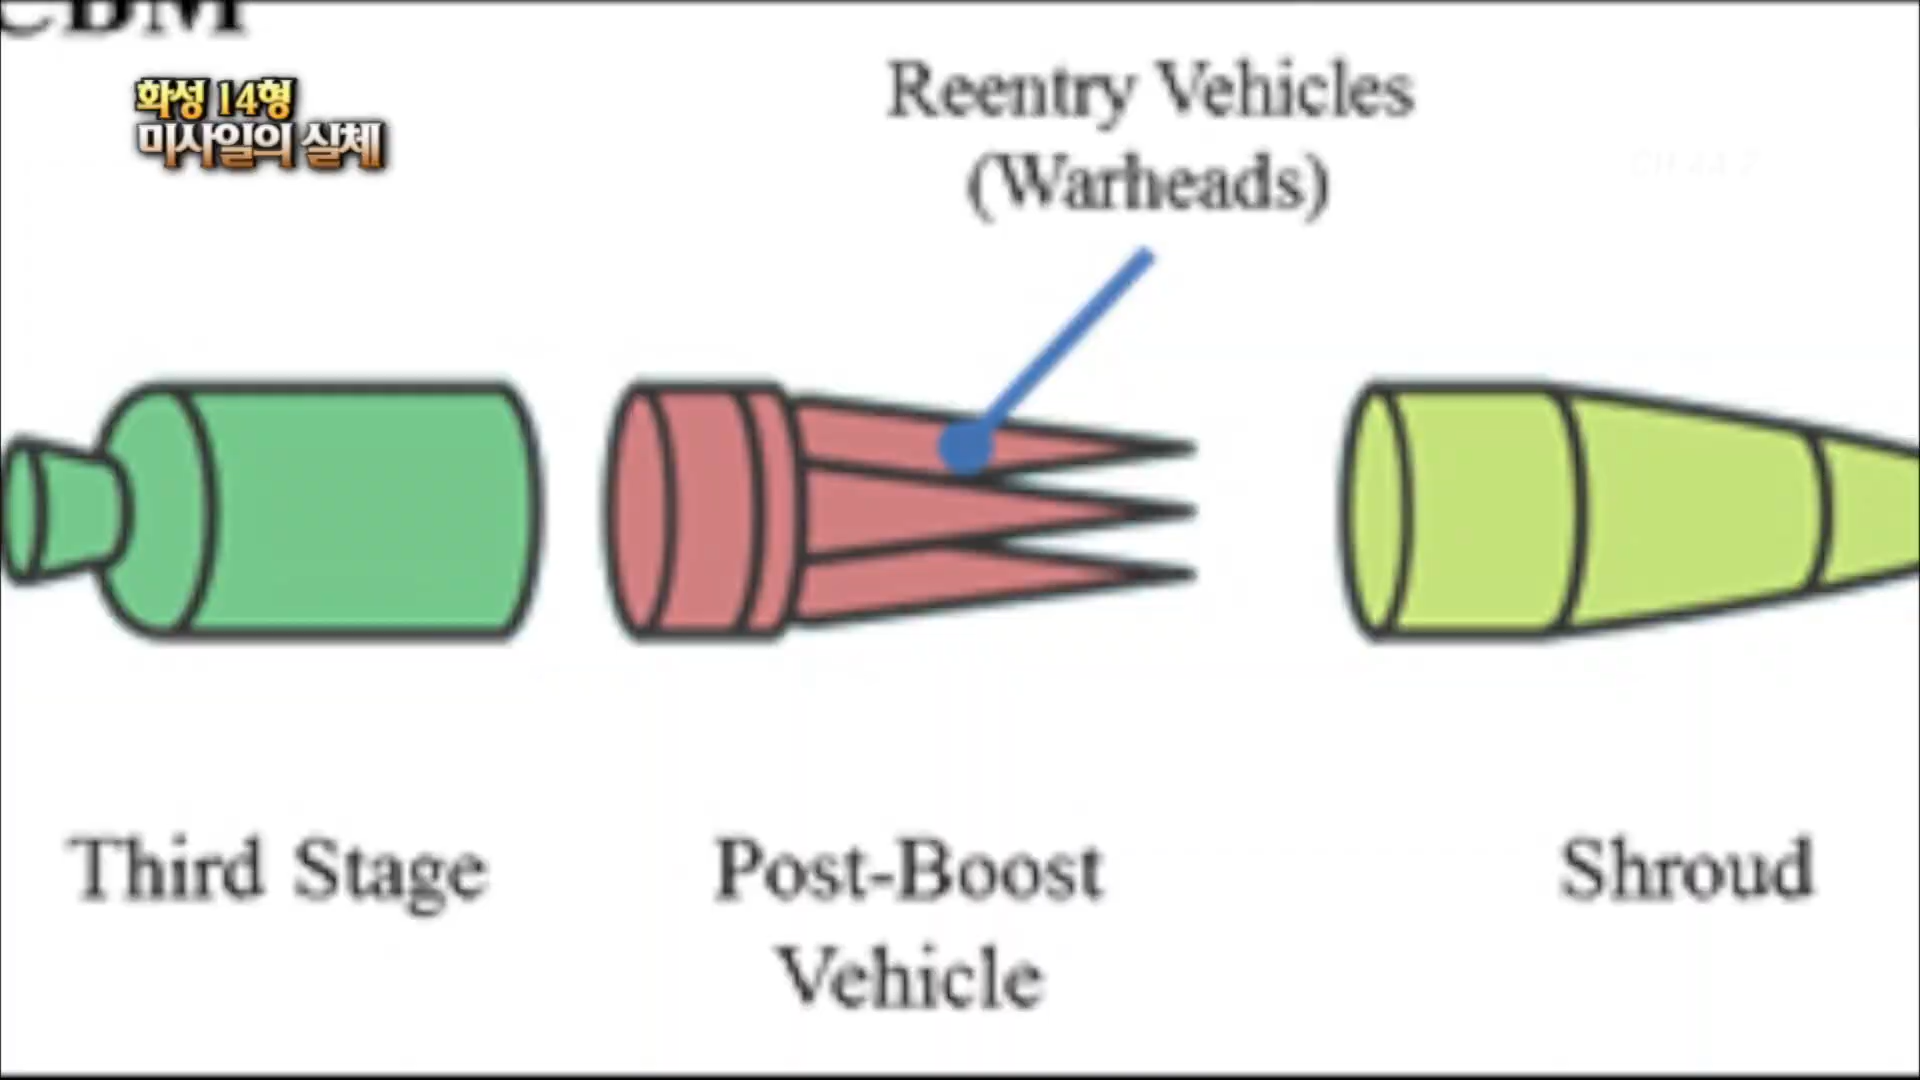 CBM
화성 14형
미사일의 실체
Reentry Vehicles
(Warheads)
Third Stage
Post-Boost
Vehicle
Shroud